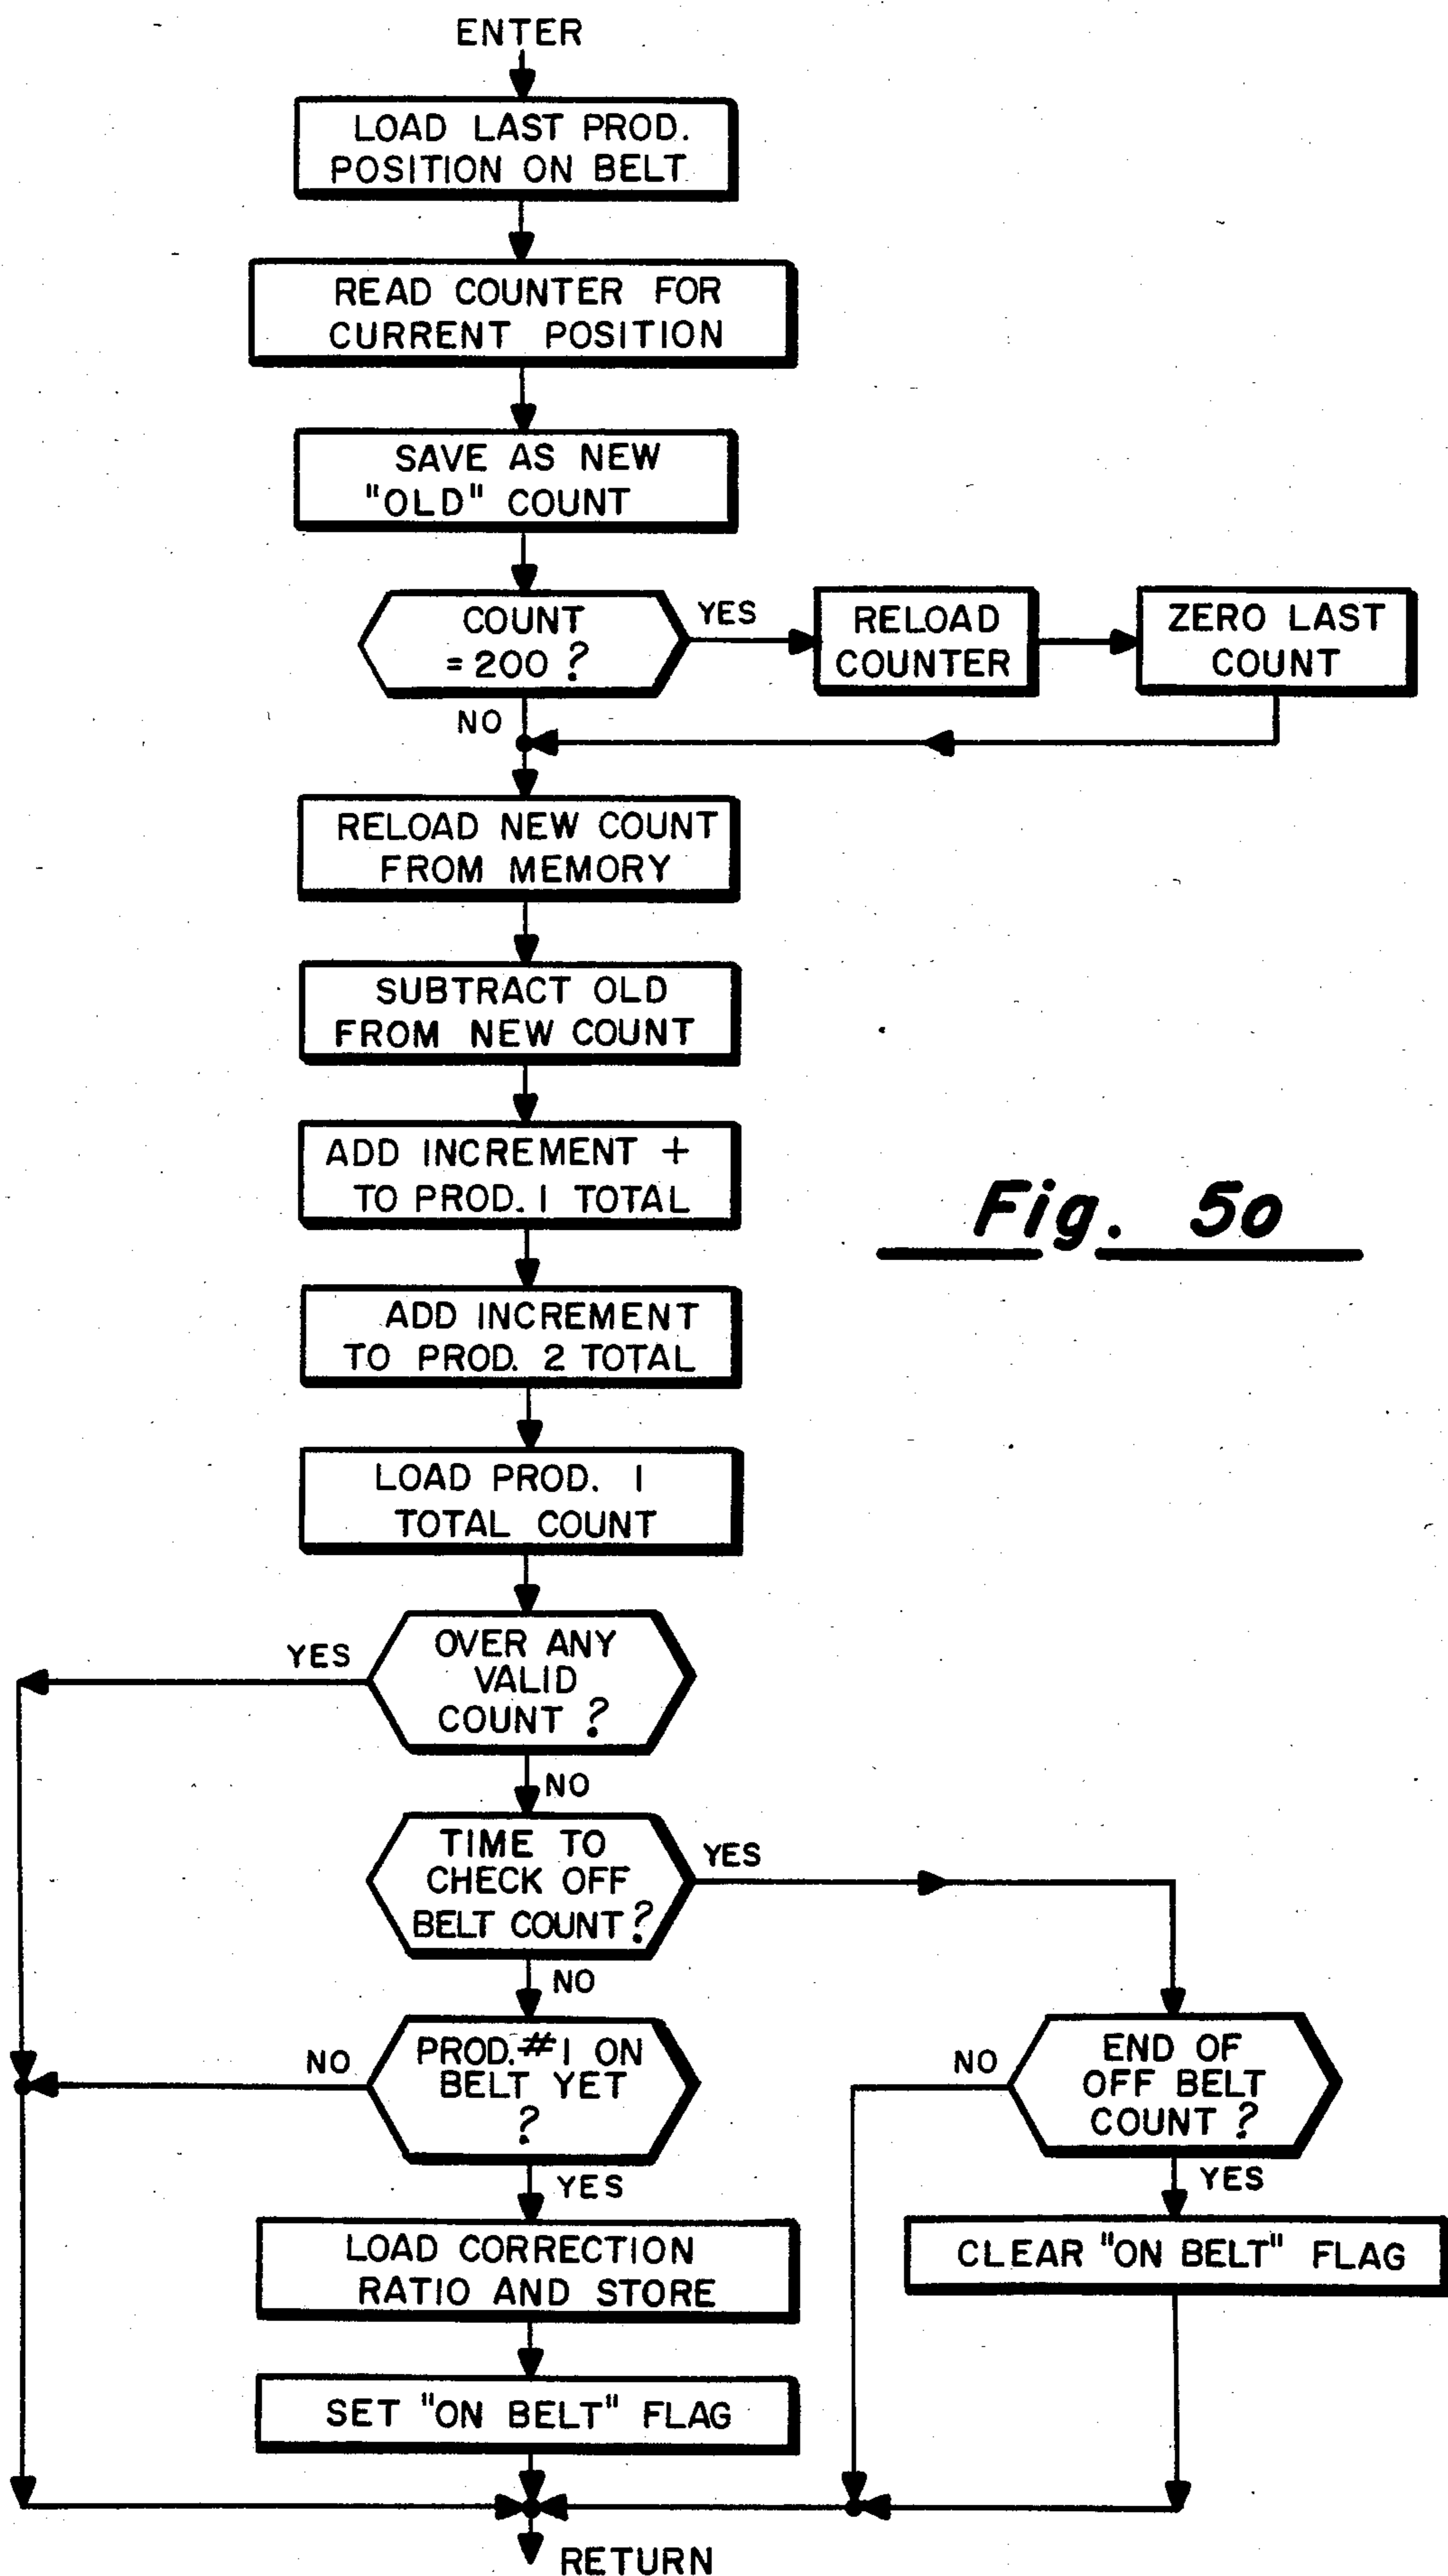 ENTER
LOAD LAST PROD.
POSITION ON BELT
READ COUNTER FOR
CURRENT POSITION
SAVE AS NEW
"OLD" COUNT
COUNT
= 200 ?
YES
RELOAD
COUNTER
ZERO LAST
COUNT
NO
RELOAD NEW COUNT
FROM MEMORY
SUBTRACT OLD
FROM NEW COUNT
ADD INCREMENT +
TO PROD. 1 TOTAL
Fig. 5o
ADD INCREMENT
TO PROD. 2 TOTAL
LOAD PROD. 1
TOTAL COUNT
OVER ANY
VALID
COUNT ?
YES
NO
TIME TO
CHECK OFF
BELT COUNT ?
YES
NO
PROD. #1 ON
BELT YET
?
NO
YES
END OF
OFF BELT
COUNT ?
NO
YES
LOAD CORRECTION
RATIO AND STORE
CLEAR "ON BELT" FLAG
SET "ON BELT" FLAG
RETURN